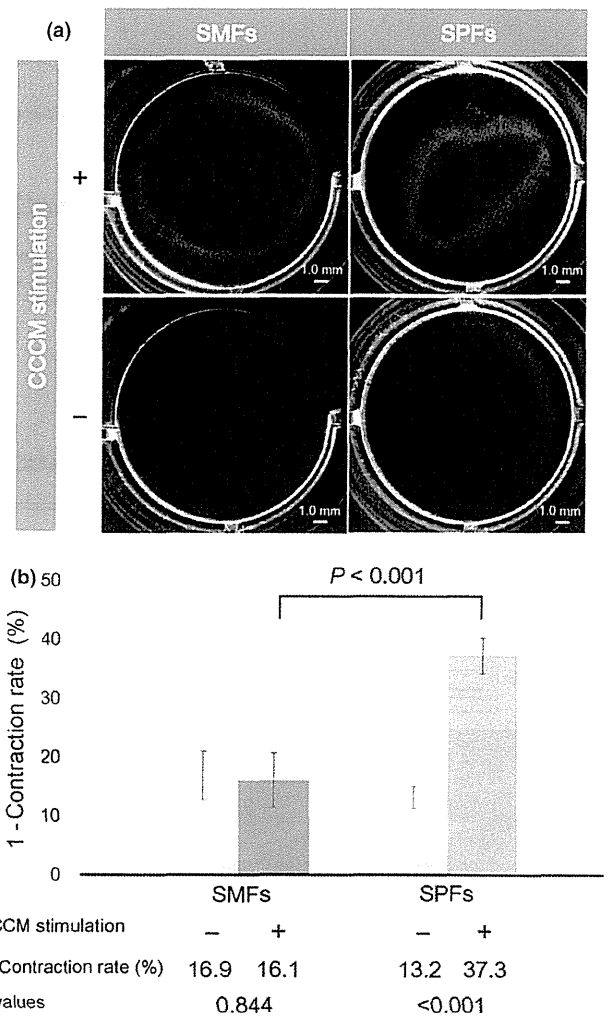 (a)
SMFs
SPFs
CCCM stimulation
+
1.0 mm
1.0 mm
−
1.0 mm
1.0 mm
(b)
1 - Contraction rate (%)
50
40
30
20
10
0
P < 0.001
SMFs
SPFs
CCM stimulation
− + − +
Contraction rate (%) 16.9 16.1 13.2 37.3
values 0.844 <0.001